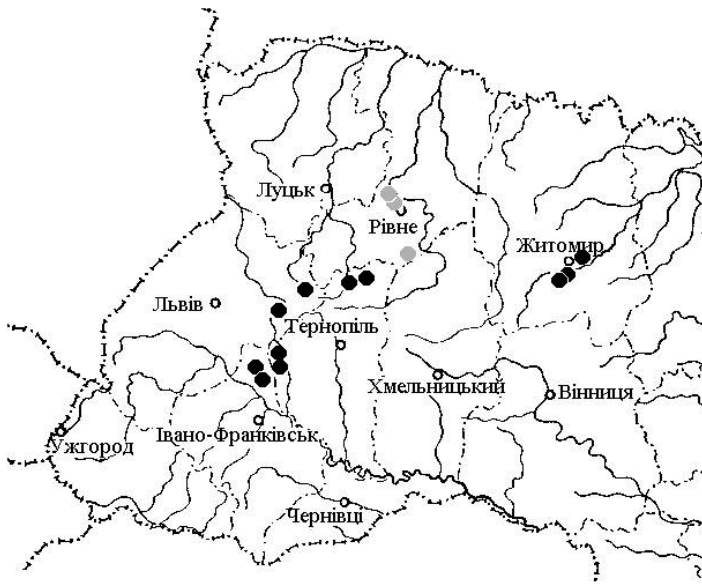 Луцьк
Рівне
Житомир
Львів
Тернопіль
Хмельницький
Вінниця
Івано-Франківськ
Ужгород
Чернівці